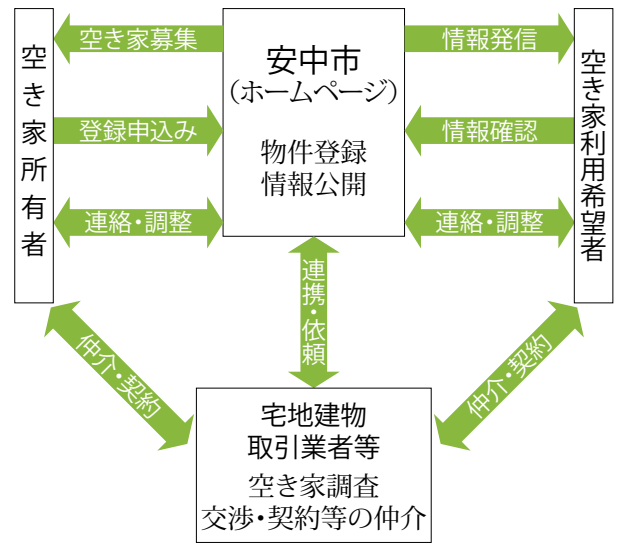 空き家所有者
空き家募集
登録申込み
連絡・調整
安中市
（ホームページ）
物件登録
情報公開
情報発信
情報確認
連絡・調整
空き家利用希望者
連携・依頼
仲介・契約
仲介・契約
宅地建物
取引業者等
空き家調査
交渉・契約等の仲介